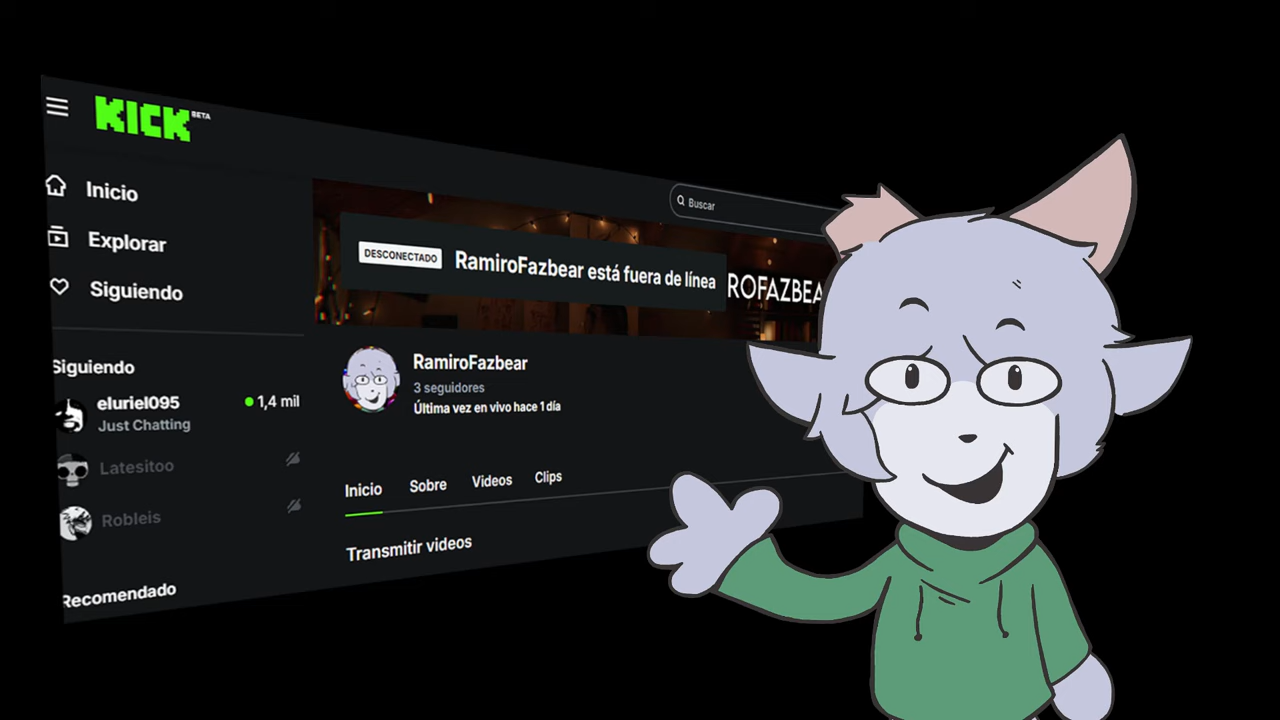 KICK BETA
Inicio
Explorar
Siguiendo
Siguiendo
eluriel095
1,4 mil
Just Chatting
Latesitoo
Robleis
Recomendado
Buscar
DESCONECTADO
RamiroFazbear está fuera de línea
ROFAZBEA
RamiroFazbear
3 seguidores
Última vez en vivo hace 1 día
Inicio
Sobre
Videos
Clips
Transmitir videos